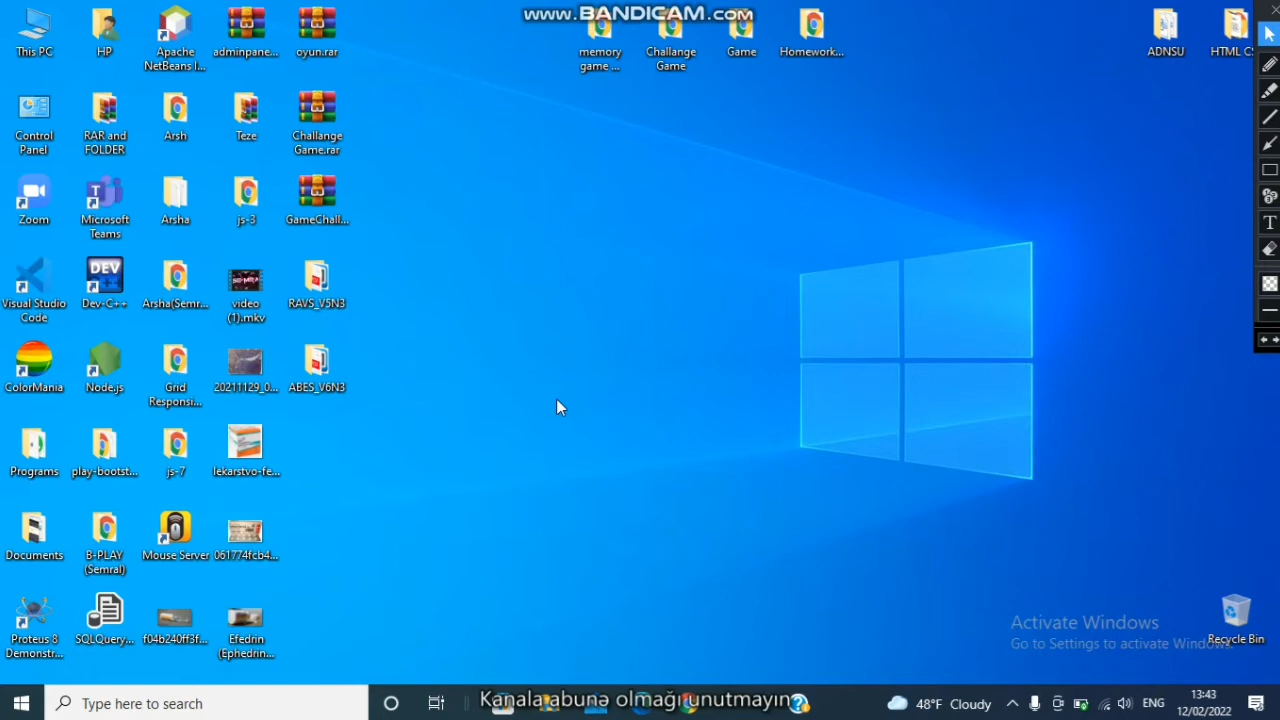 www.BANDICAM.com
This PC
HP
Apache
NetBeans I...
adminpane...
oyun.rar
memory
game ...
Challange
Game
Game
Homework...
ADNSU
HTML CS
Control
Panel
RAR and
FOLDER
Arsh
Teze
Challange
Game.rar
Zoom
Microsoft
Teams
Arsha
js-3
GameChall...
Visual Studio
Code
DEV
Dev-C++
Arsha(Semr...
video
(1).mkv
RAVS_V5N3
ColorMania
Node.js
Grid
Responsi...
20211129_0...
ABES_V6N3
Programs
play-bootst...
js-7
lekarstvo-fe...
Documents
B-PLAY
(Semral)
Mouse Server
061774fcb4...
Proteus 8
Demonstr...
SQLQuery...
f04b240ff3f...
Efedrin
(Ephedrin...
Activate Windows
Go to Settings to activate Windows.
Recycle Bin
Type here to search
Kanala abunə olmağı unutmayın
48°F Cloudy
ENG
13:43
12/02/2022